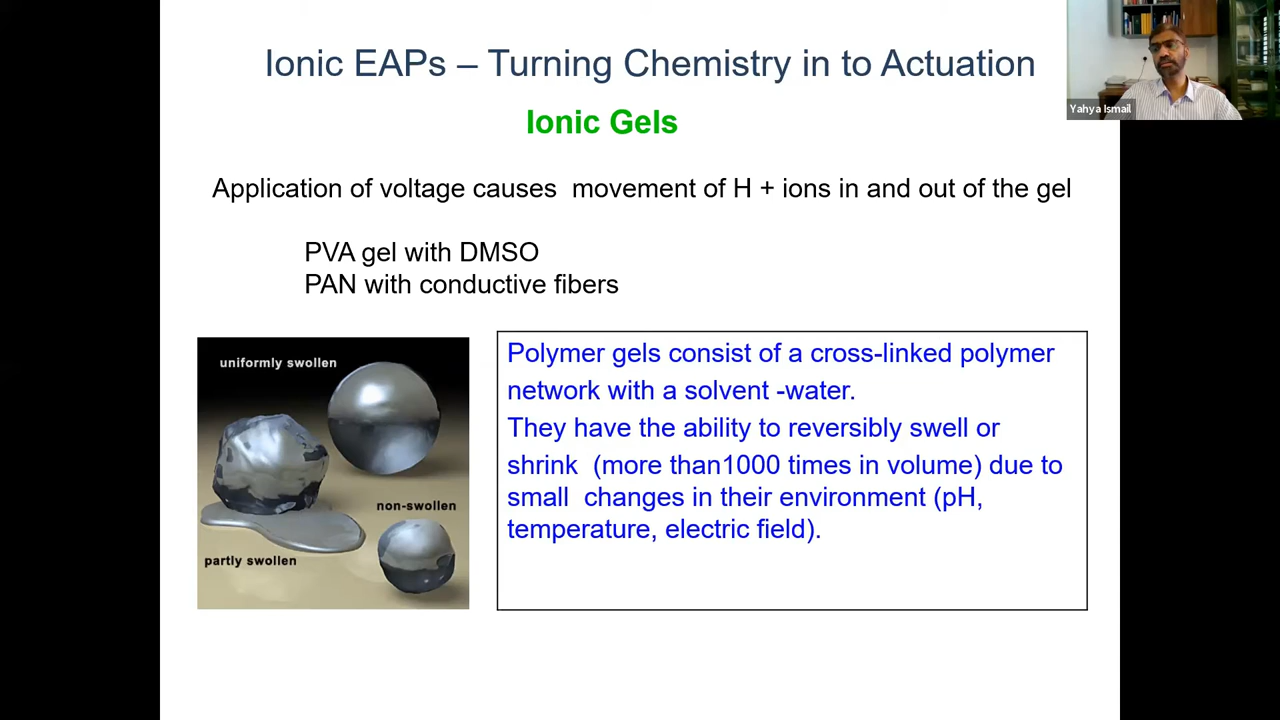 Ionic EAPs – Turning Chemistry in to Actuation
Yahya Ismail
Ionic Gels
Application of voltage causes movement of H + ions in and out of the gel
PVA gel with DMSO
PAN with conductive fibers
uniformly swollen
non-swollen
partly swollen
Polymer gels consist of a cross-linked polymer
network with a solvent -water.
They have the ability to reversibly swell or
shrink (more than1000 times in volume) due to
small changes in their environment (pH,
temperature, electric field).